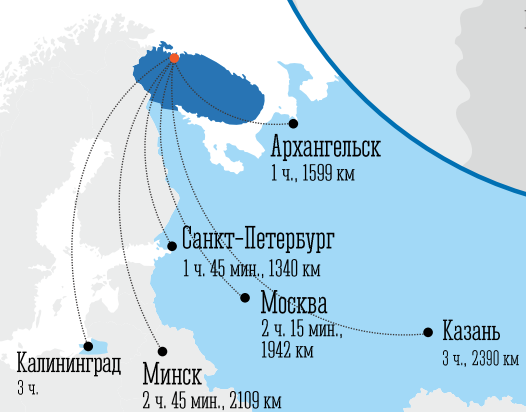 Архангельск
1 ч., 1599 км
Санкт-Петербург
1 ч. 45 мин., 1340 км
Москва
2 ч. 15 мин.,
1942 км
Казань
3 ч., 2390 км
Калининград
3 ч.
Минск
2 ч. 45 мин., 2109 км